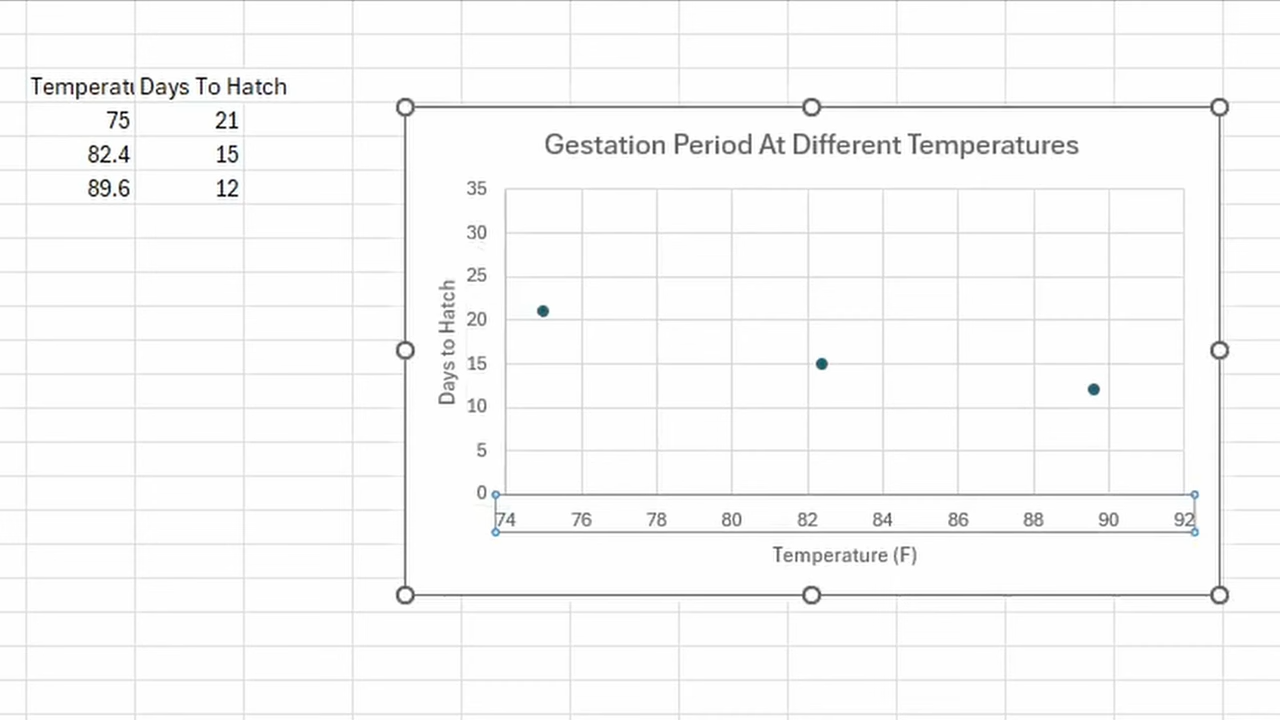 Temperatu Days To Hatch
75 21
82.4 15
89.6 12
Gestation Period At Different Temperatures
35
30
25
20
15
10
5
0
Days to Hatch
74 76 78 80 82 84 86 88 90 92
Temperature (F)